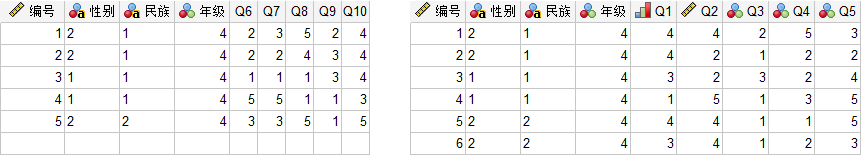 编号 性别 民族 年级 Q6 Q7 Q8 Q9 Q10
1 2 1 4 2 3 5 2 4
2 2 1 4 2 2 4 3 4
3 1 1 4 1 1 1 3 4
4 1 1 4 5 5 1 1 3
5 2 2 4 3 3 5 1 5
编号 性别 民族 年级 Q1 Q2 Q3 Q4 Q5
1 2 1 4 4 4 2 5 3
2 2 1 4 4 2 1 2 2
3 1 1 4 3 2 3 2 4
4 1 1 4 1 5 1 3 5
5 2 2 4 4 4 1 1 5
6 2 2 4 3 4 1 2 3